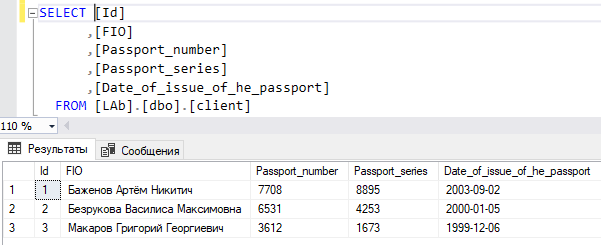 SELECT [Id]
,[FIO]
,[Passport_number]
,[Passport_series]
,[Date_of_issue_of_he_passport]
FROM [LAb].[dbo].[client]
110 %
Результаты Сообщения
Id FIO Passport_number Passport_series Date_of_issue_of_he_passport
1 1 Баженов Артём Никитич 7708 8895 2003-09-02
2 2 Безрукова Василиса Максимовна 6531 4253 2000-01-05
3 3 Макаров Григорий Георгиевич 3612 1673 1999-12-06